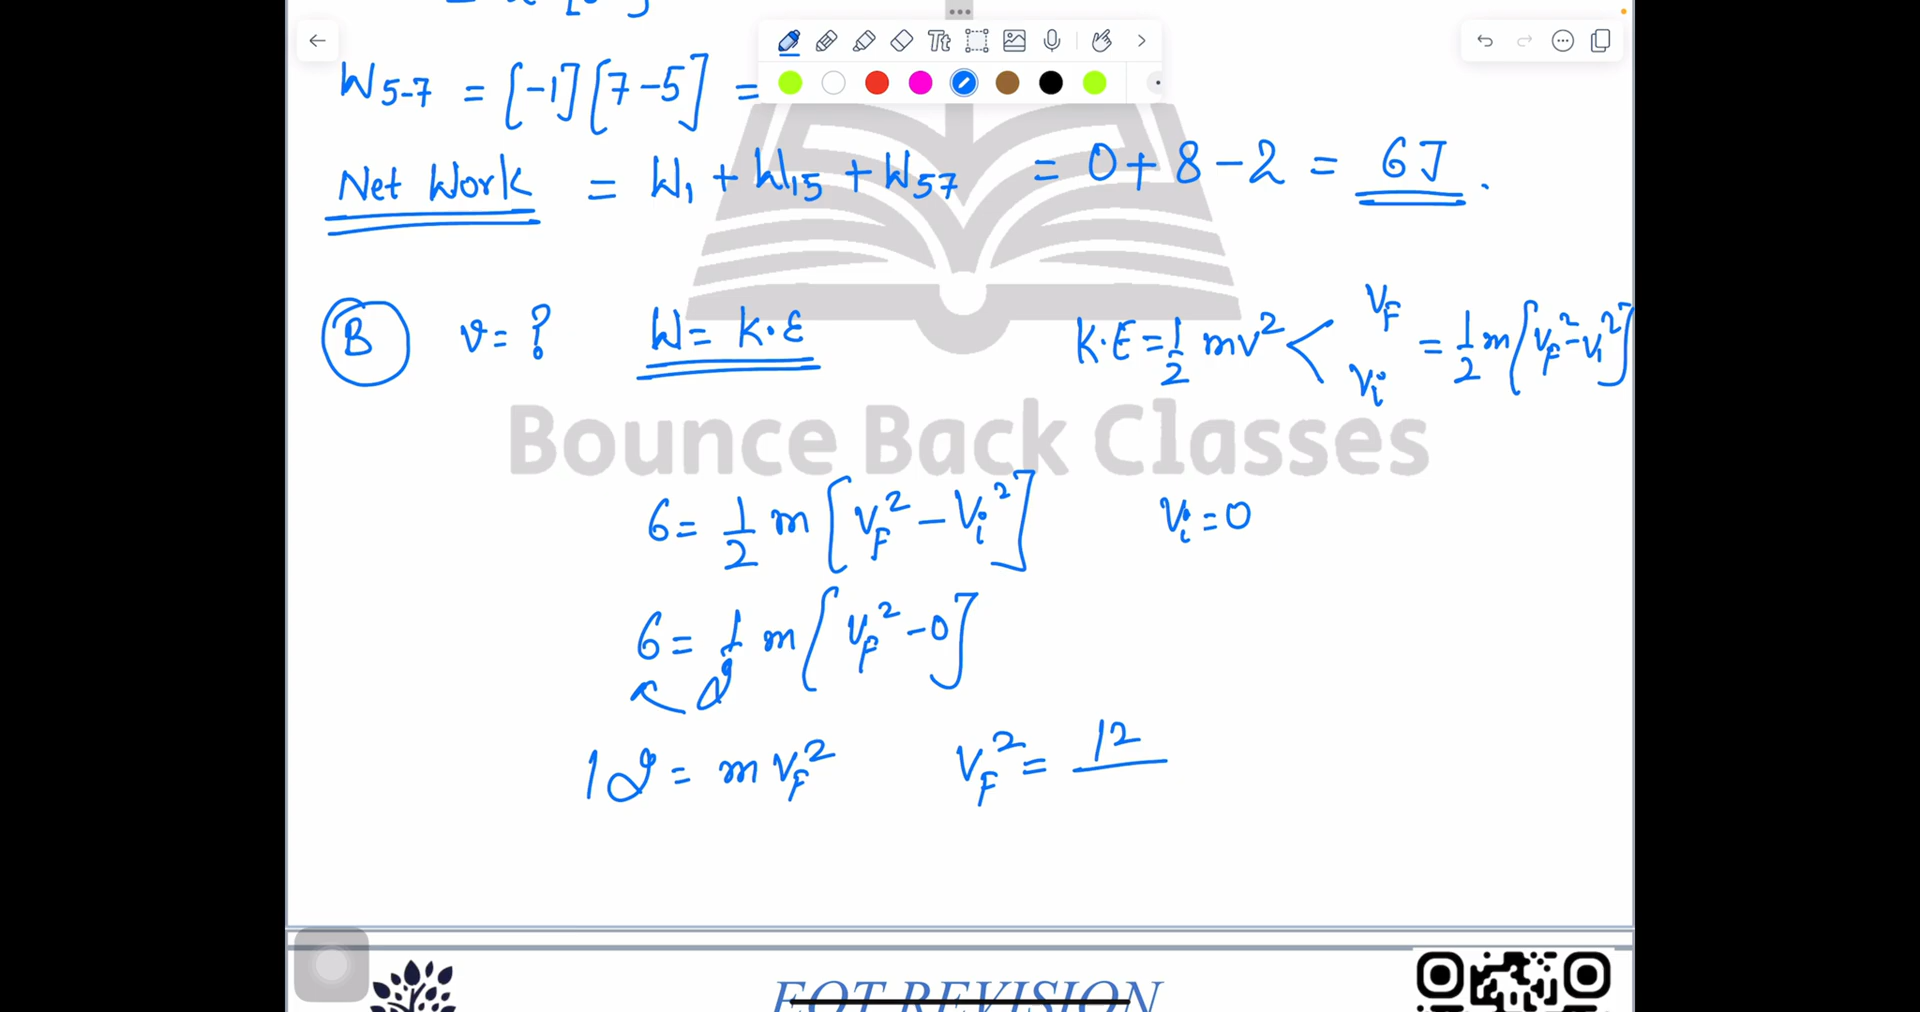 W5-7 = [-1][7-5] =
Net Work = W1 + W15 + W57 = 0 + 8 - 2 = 6J.
B v = ? W = K.E K.E = 1/2 mv² < VF Vi = 1/2 m[VF² - Vi²]
Bounce Back Classes
6 = 1/2 m[VF² - Vi²] Vi = 0
6 = 1/2 m[VF² - 0]
12 = m VF² VF² = 12
EOT REVISION